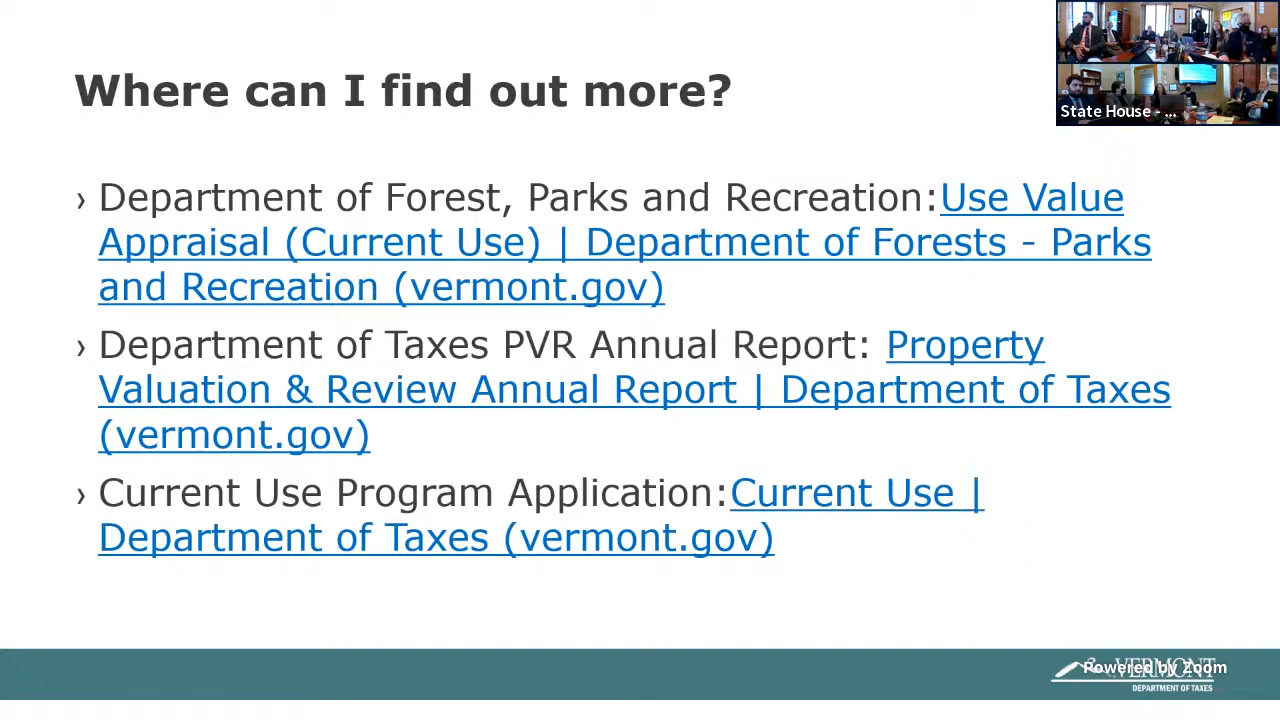 Where can I find out more?
State House - ...
› Department of Forest, Parks and Recreation:Use Value
Appraisal (Current Use) | Department of Forests - Parks
and Recreation (vermont.gov)
› Department of Taxes PVR Annual Report: Property
Valuation & Review Annual Report | Department of Taxes
(vermont.gov)
› Current Use Program Application:Current Use |
Department of Taxes (vermont.gov)
VERMONT
Powered by Zoom
DEPARTMENT OF TAXES